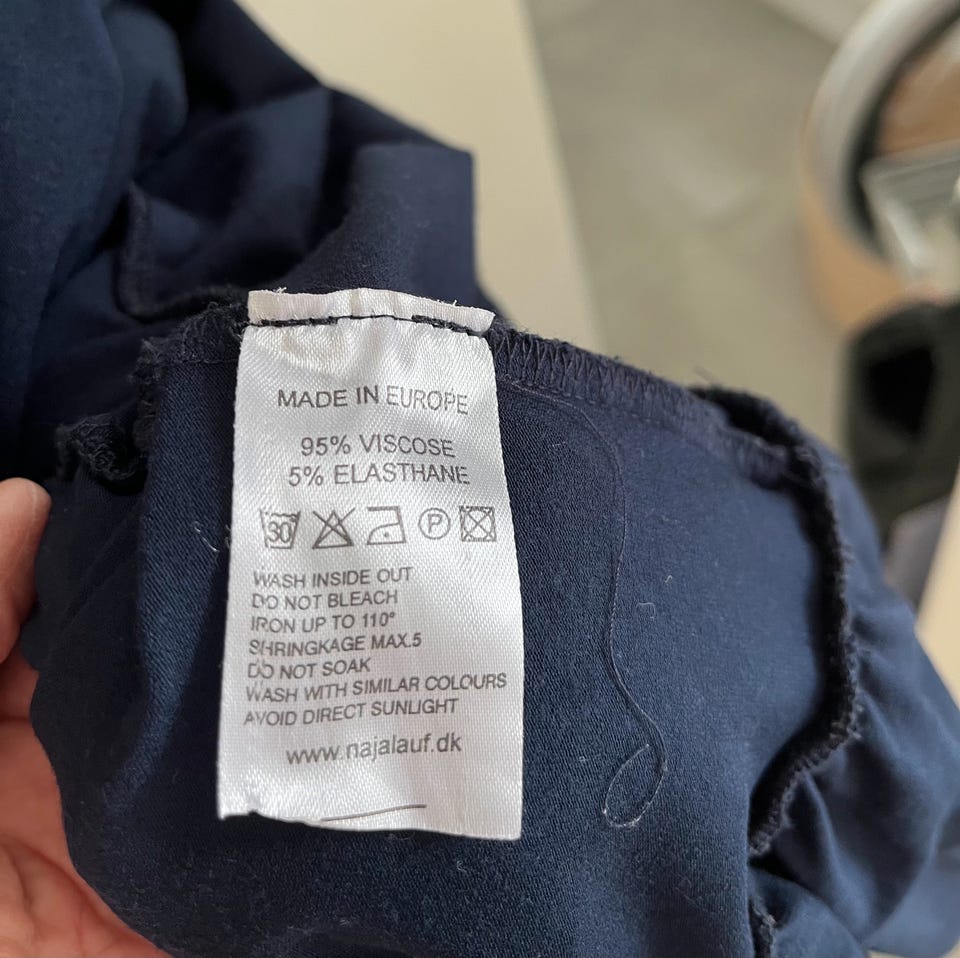 MADE IN EUROPE
95% VISCOSE
5% ELASTHANE
30 P
WASH INSIDE OUT
DO NOT BLEACH
IRON UP TO 110°
SHRINGKAGE MAX.5
DO NOT SOAK
WASH WITH SIMILAR COLOURS
AVOID DIRECT SUNLIGHT
www.najalauf.dk